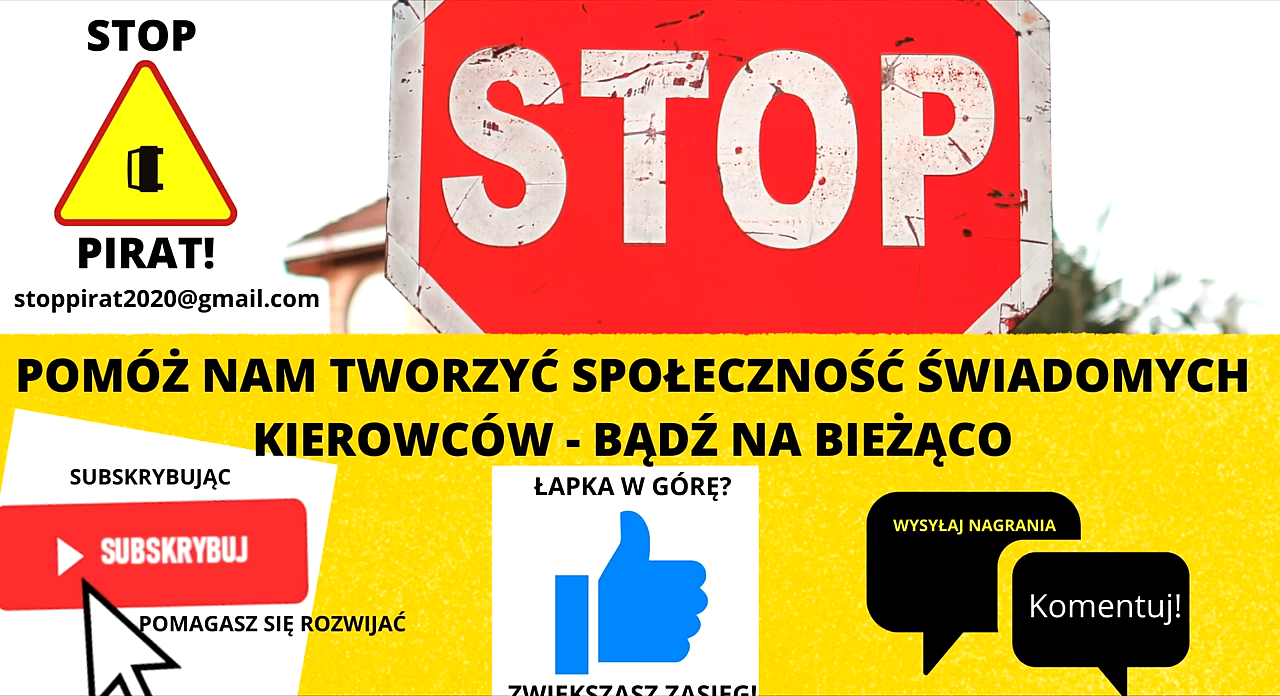 STOP
PIRAT!
stoppirat2020@gmail.com
STOP
POMÓŻ NAM TWORZYĆ SPOŁECZNOŚĆ ŚWIADOMYCH
KIEROWCÓW - BĄDŹ NA BIEŻĄCO
SUBSKRYBUJĄC
SUBSKRYBUJ
POMAGASZ SIĘ ROZWIJAĆ
ŁAPKA W GÓRĘ?
ZWIĘKSZASZ ZASIĘG!
WYSYŁAJ NAGRANIA
Komentuj!